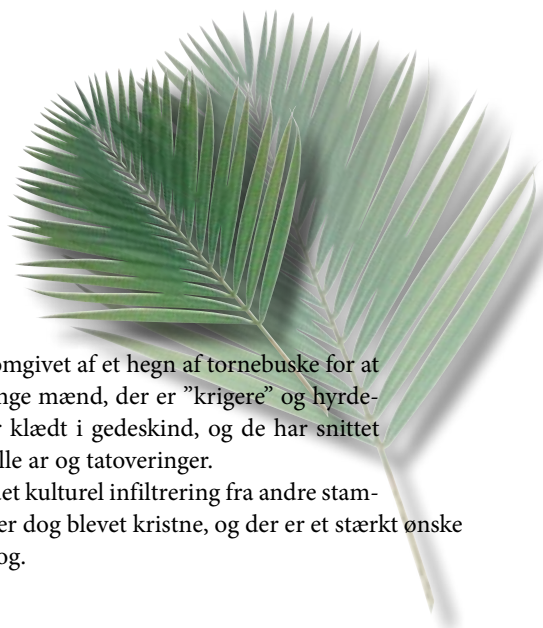 omgivet af et hegn af tornebuske for at
nge mænd, der er ”krigere” og hyrde-
klædt i gedeskind, og de har snittet
lle ar og tatoveringer.
et kulturel infiltrering fra andre stam-
er dog blevet kristne, og der er et stærkt ønske
og.